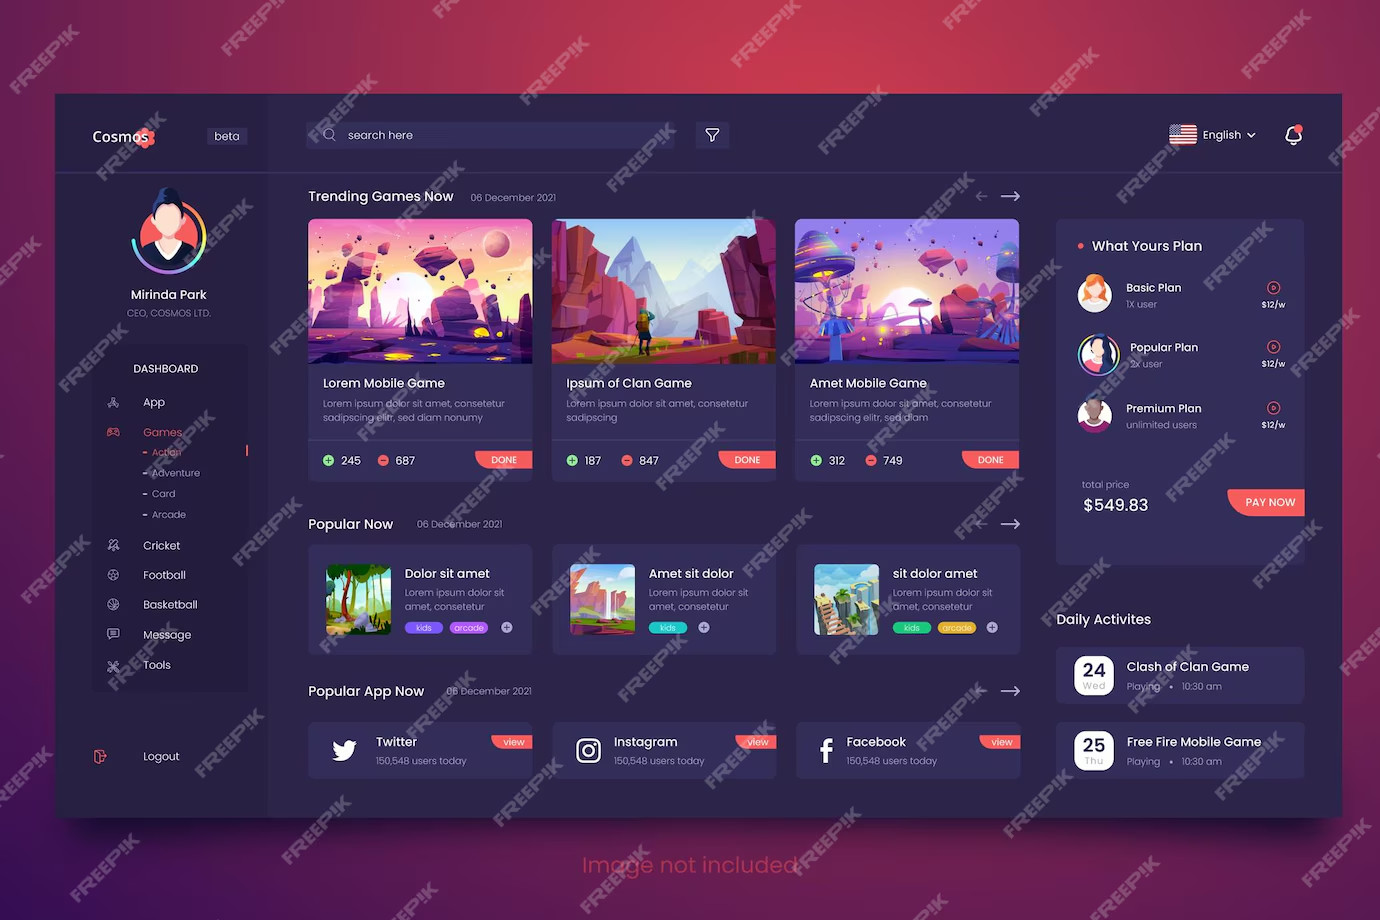 Cosmos
beta
search here
English
Mirinda Park
CEO, COSMOS LTD.
DASHBOARD
App
Games
- Action
- Adventure
- Card
- Arcade
Cricket
Football
Basketball
Message
Tools
Logout
Trending Games Now 06 December 2021
Lorem Mobile Game
Lorem ipsum dolor sit amet, consetetur
sadipscing elitr, sed diam nonumy
245 687 DONE
Ipsum of Clan Game
Lorem ipsum dolor sit amet, consetetur
sadipscing
187 847 DONE
Amet Mobile Game
Lorem ipsum dolor sit amet, consetetur
sadipscing elitr, sed diam
312 749 DONE
Popular Now 06 December 2021
Dolor sit amet
Lorem ipsum dolor sit
amet, consetetur
kids arcade
Amet sit dolor
Lorem ipsum dolor sit
amet, consetetur
kids
sit dolor amet
Lorem ipsum dolor sit
amet, consetetur
kids arcade
Popular App Now 06 December 2021
Twitter
view
150,548 users today
Instagram
view
150,548 users today
Facebook
view
150,548 users today
What Yours Plan
Basic Plan
1X user
$12/w
Popular Plan
2x user
$12/w
Premium Plan
unlimited users
$12/w
total price
$549.83
PAY NOW
Daily Activites
24
Wed
Clash of Clan Game
Playing • 10:30 am
25
Thu
Free Fire Mobile Game
Playing • 10:30 am
Image not included
FREEPIK